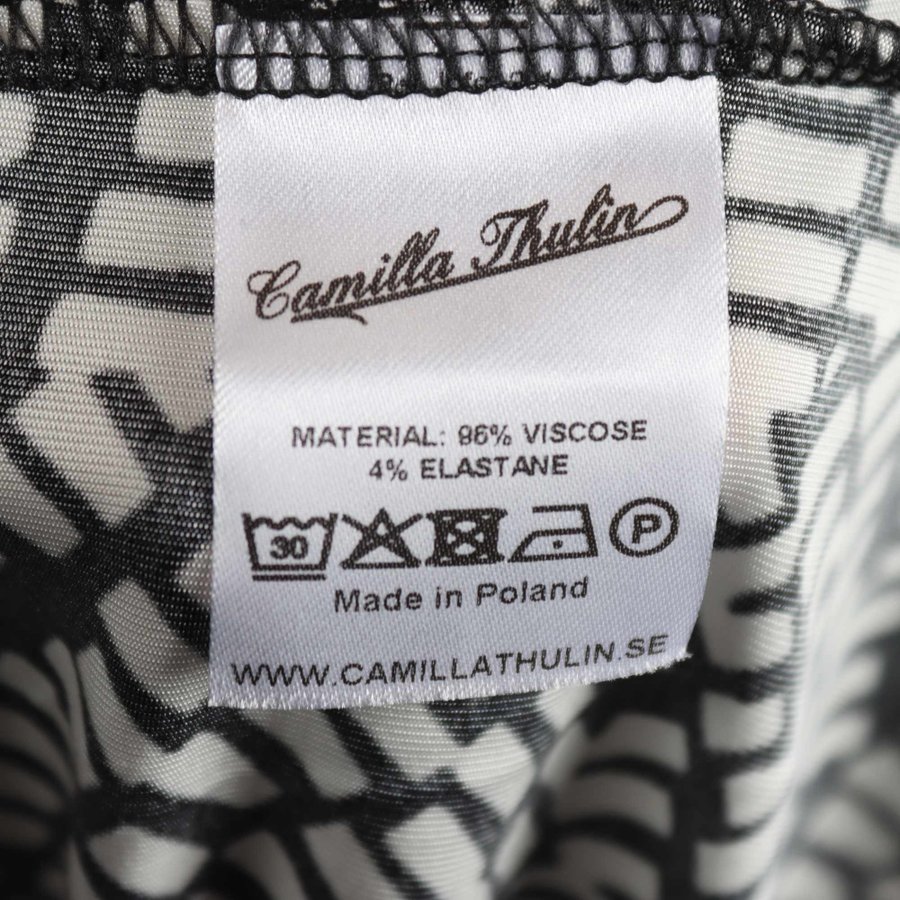 Camilla Thulin
MATERIAL: 96% VISCOSE
4% ELASTANE
30 P
Made in Poland
WWW.CAMILLATHULIN.SE